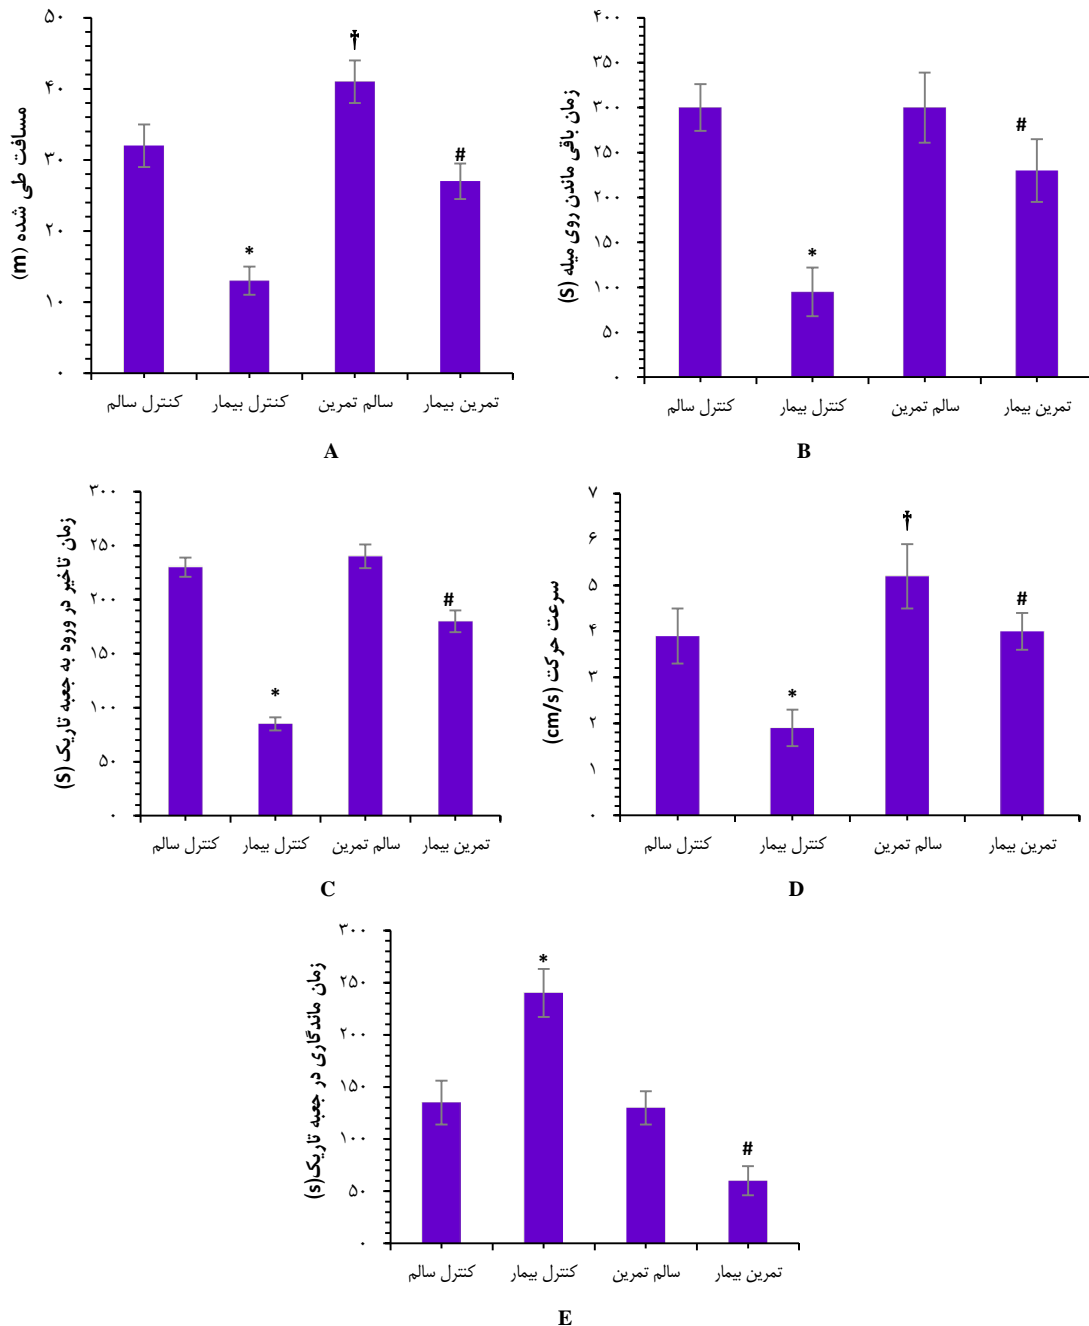 مسافت طی شده (m)
۵۰
۴۰
۳۰
۲۰
۱۰
۰
*
†
#
کنترل سالم
کنترل بیمار
سالم تمرین
تمرین بیمار
A
زمان باقی ماندن روی میله (S)
۴۰۰
۳۵۰
۳۰۰
۲۵۰
۲۰۰
۱۵۰
۱۰۰
۵۰
۰
*
#
کنترل سالم
کنترل بیمار
سالم تمرین
تمرین بیمار
B
زمان تاخیر در ورود به جعبه تاریک (S)
۳۰۰
۲۵۰
۲۰۰
۱۵۰
۱۰۰
۵۰
۰
*
#
کنترل سالم
کنترل بیمار
سالم تمرین
تمرین بیمار
C
سرعت حرکت (cm/s)
۷
۶
۵
۴
۳
۲
۱
۰
*
†
#
کنترل سالم
کنترل بیمار
سالم تمرین
تمرین بیمار
D
زمان ماندگاری در جعبه تاریک(s)
۳۰۰
۲۵۰
۲۰۰
۱۵۰
۱۰۰
۵۰
۰
*
#
کنترل سالم
کنترل بیمار
سالم تمرین
تمرین بیمار
E